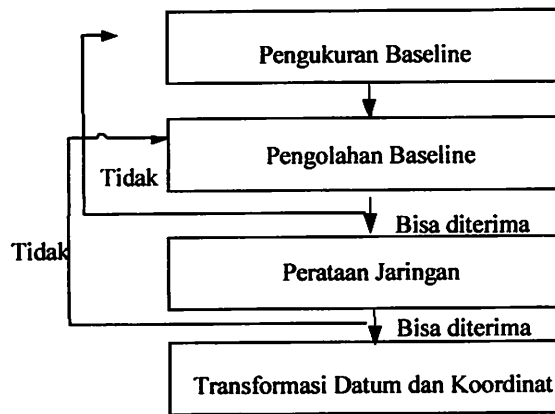 Pengukuran Baseline
Pengolahan Baseline
Tidak
Bisa diterima
Tidak
Perataan Jaringan
Bisa diterima
Transformasi Datum dan Koordinat